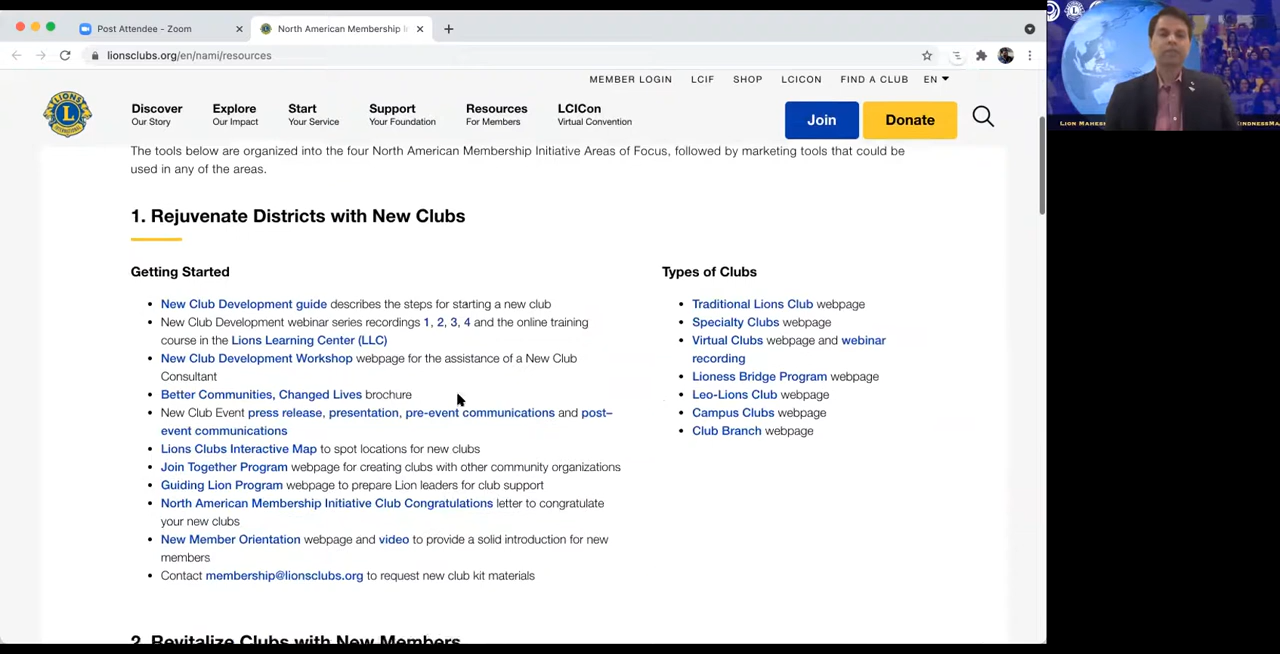 Post Attendee - Zoom
North American Membership I
lionsclubs.org/en/nami/resources
MEMBER LOGIN LCIF SHOP LCICON FIND A CLUB EN
LIONS
L
Discover
Our Story
Explore
Our Impact
Start
Your Service
Support
Your Foundation
Resources
For Members
LCICon
Virtual Convention
Join
Donate
The tools below are organized into the four North American Membership Initiative Areas of Focus, followed by marketing tools that could be
used in any of the areas.
1. Rejuvenate Districts with New Clubs
Getting Started
• New Club Development guide describes the steps for starting a new club
• New Club Development webinar series recordings 1, 2, 3, 4 and the online training
course in the Lions Learning Center (LLC)
• New Club Development Workshop webpage for the assistance of a New Club
Consultant
• Better Communities, Changed Lives brochure
• New Club Event press release, presentation, pre-event communications and post–
event communications
• Lions Clubs Interactive Map to spot locations for new clubs
• Join Together Program webpage for creating clubs with other community organizations
• Guiding Lion Program webpage to prepare Lion leaders for club support
• North American Membership Initiative Club Congratulations letter to congratulate
your new clubs
• New Member Orientation webpage and video to provide a solid introduction for new
members
• Contact membership@lionsclubs.org to request new club kit materials
Types of Clubs
• Traditional Lions Club webpage
• Specialty Clubs webpage
• Virtual Clubs webpage and webinar
recording
• Lioness Bridge Program webpage
• Leo-Lions Club webpage
• Campus Clubs webpage
• Club Branch webpage
2. Revitalize Clubs with New Members
LION MAHESH
KINDNESSMA